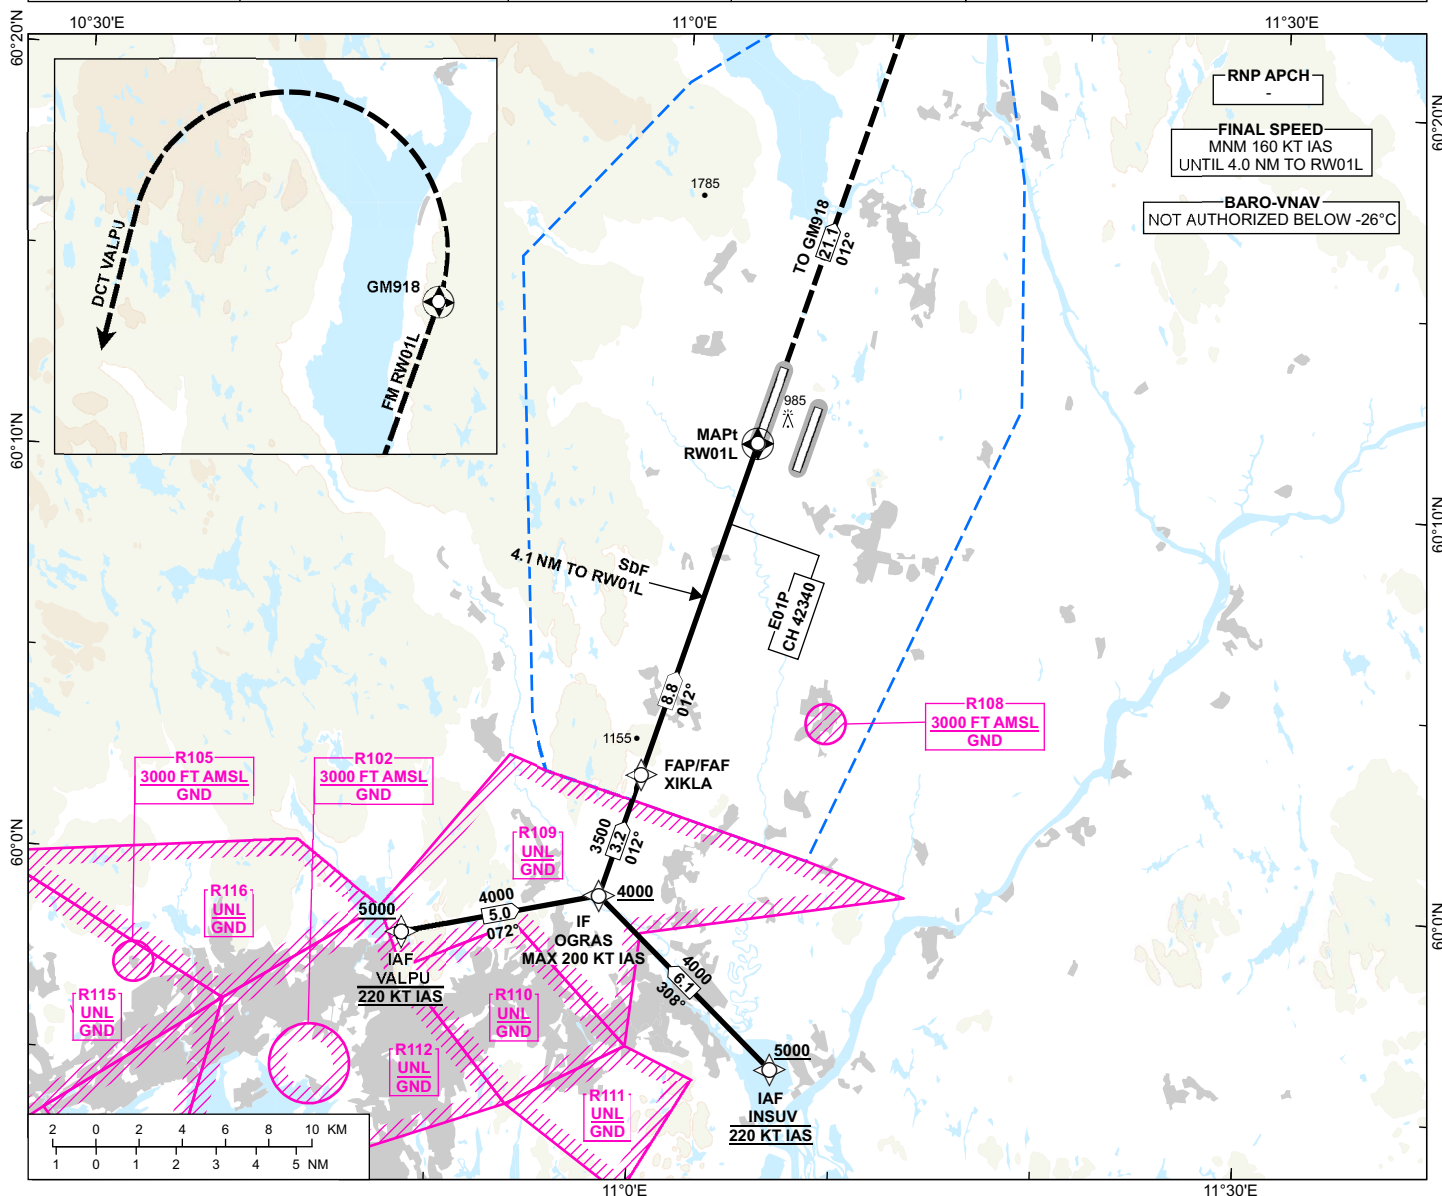 10°30'E
11°0'E
11°30'E
60°20'N
60°20'N
RNP APCH
-
FINAL SPEED
MNM 160 KT IAS
UNTIL 4.0 NM TO RW01L
BARO-VNAV
NOT AUTHORIZED BELOW -26°C
DCT VALPU
GM918
FM RW01L
1785
TO GM918
21.1
012°
985
MAPt
RW01L
60°10'N
60°10'N
SDF
4.1 NM TO RW01L
E01P
CH 42340
8.8
012°
R108
3000 FT AMSL
GND
1155
FAP/FAF
XIKLA
R105
3000 FT AMSL
GND
R102
3000 FT AMSL
GND
R109
UNL
GND
3500
3.2
012°
60°0'N
60°0'N
R116
UNL
GND
5000
4000
5.0
072°
4000
IF
OGRAS
MAX 200 KT IAS
IAF
VALPU
220 KT IAS
4000
6.1
308°
R115
UNL
GND
R110
UNL
GND
R112
UNL
GND
R111
UNL
GND
5000
IAF
INSUV
220 KT IAS
2 0 2 4 6 8 10 KM
1 0 1 2 3 4 5 NM
11°0'E
11°30'E